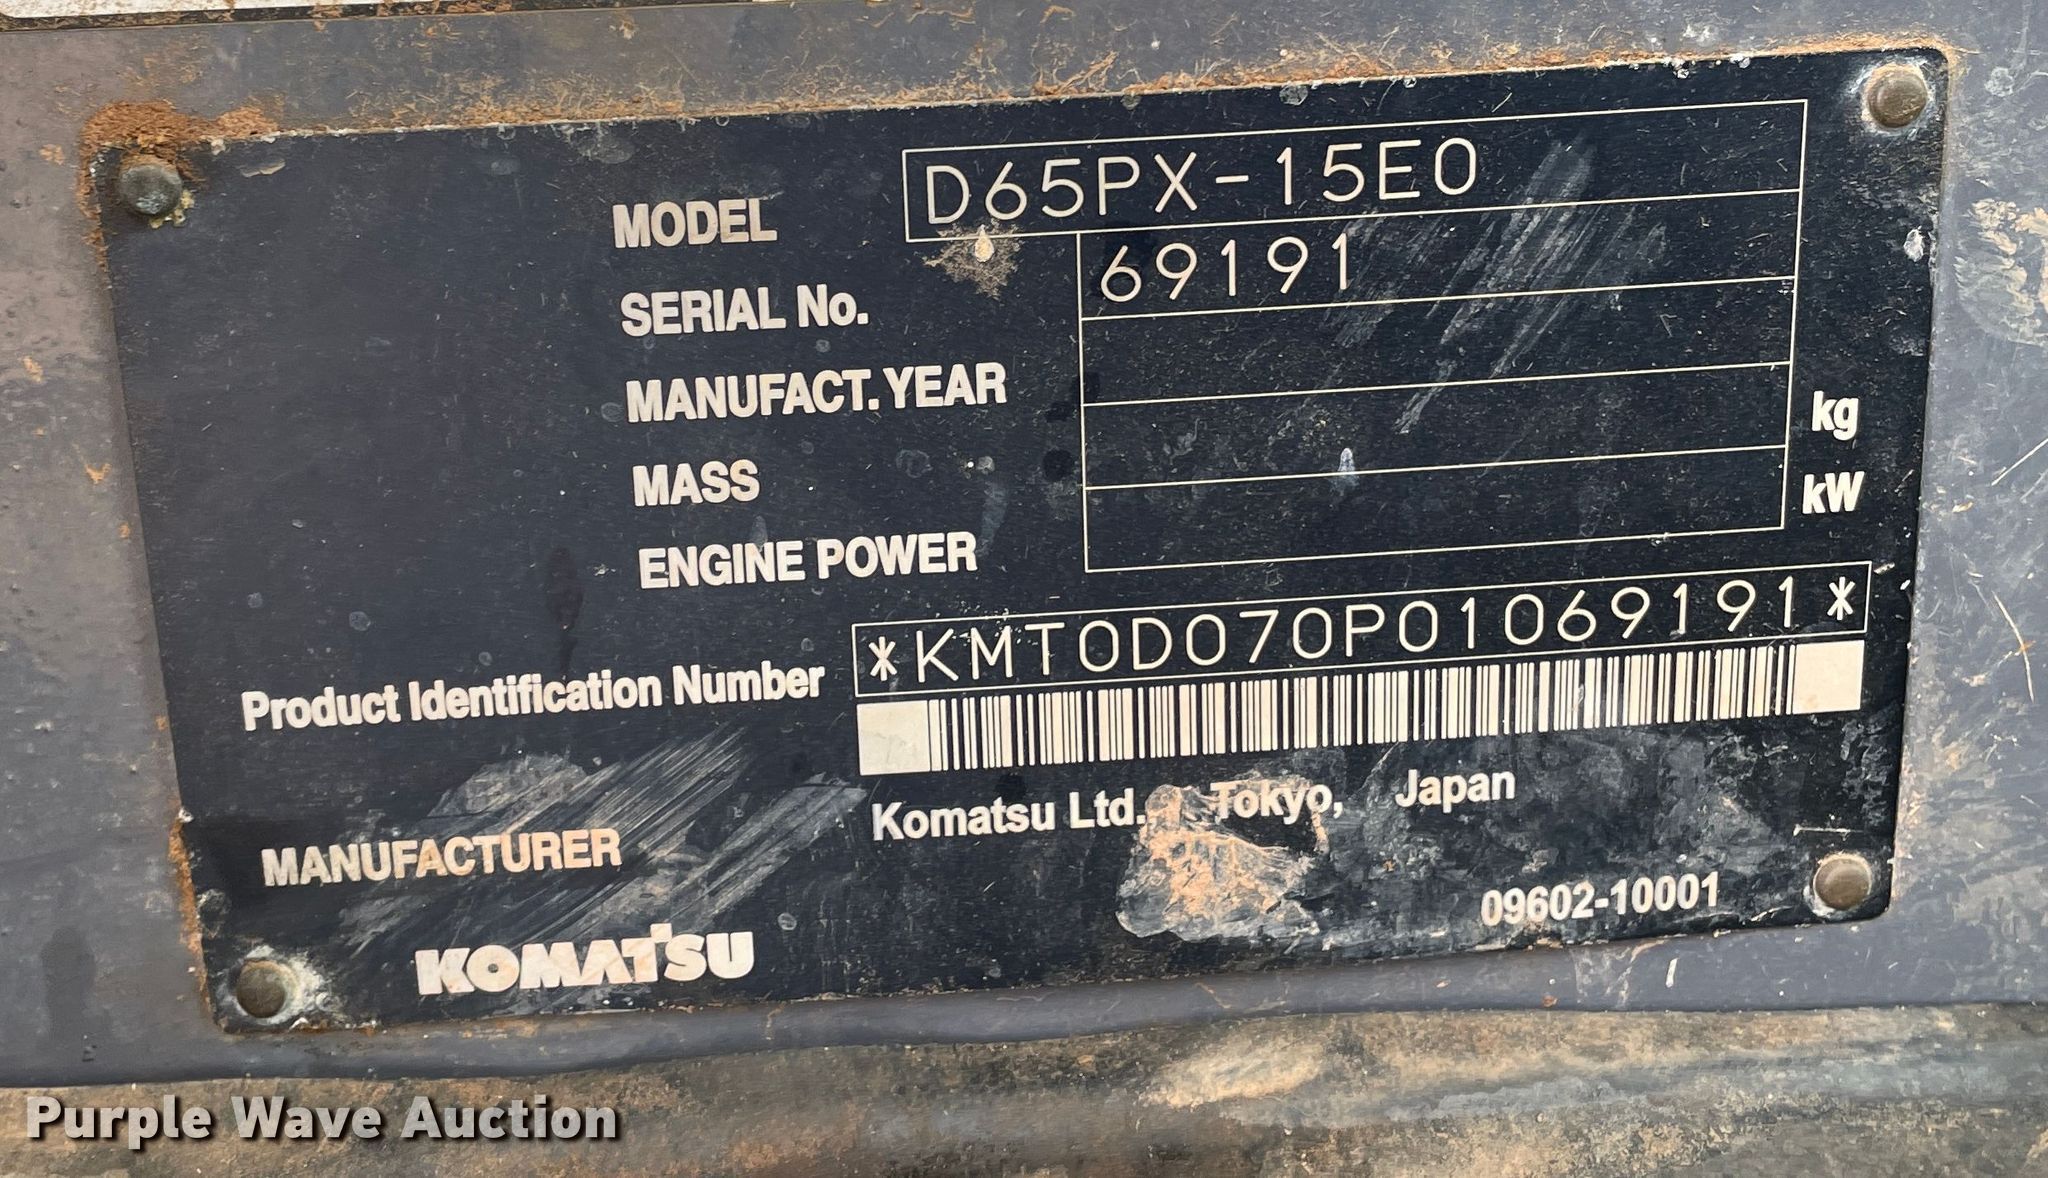 MODEL D65PX-15E0
SERIAL No. 69191
MANUFACT. YEAR
MASS kg
ENGINE POWER kW
Product Identification Number *KMT0D070P01069191*
MANUFACTURER Komatsu Ltd., Tokyo, Japan
KOMATSU 09602-10001
Purple Wave Auction